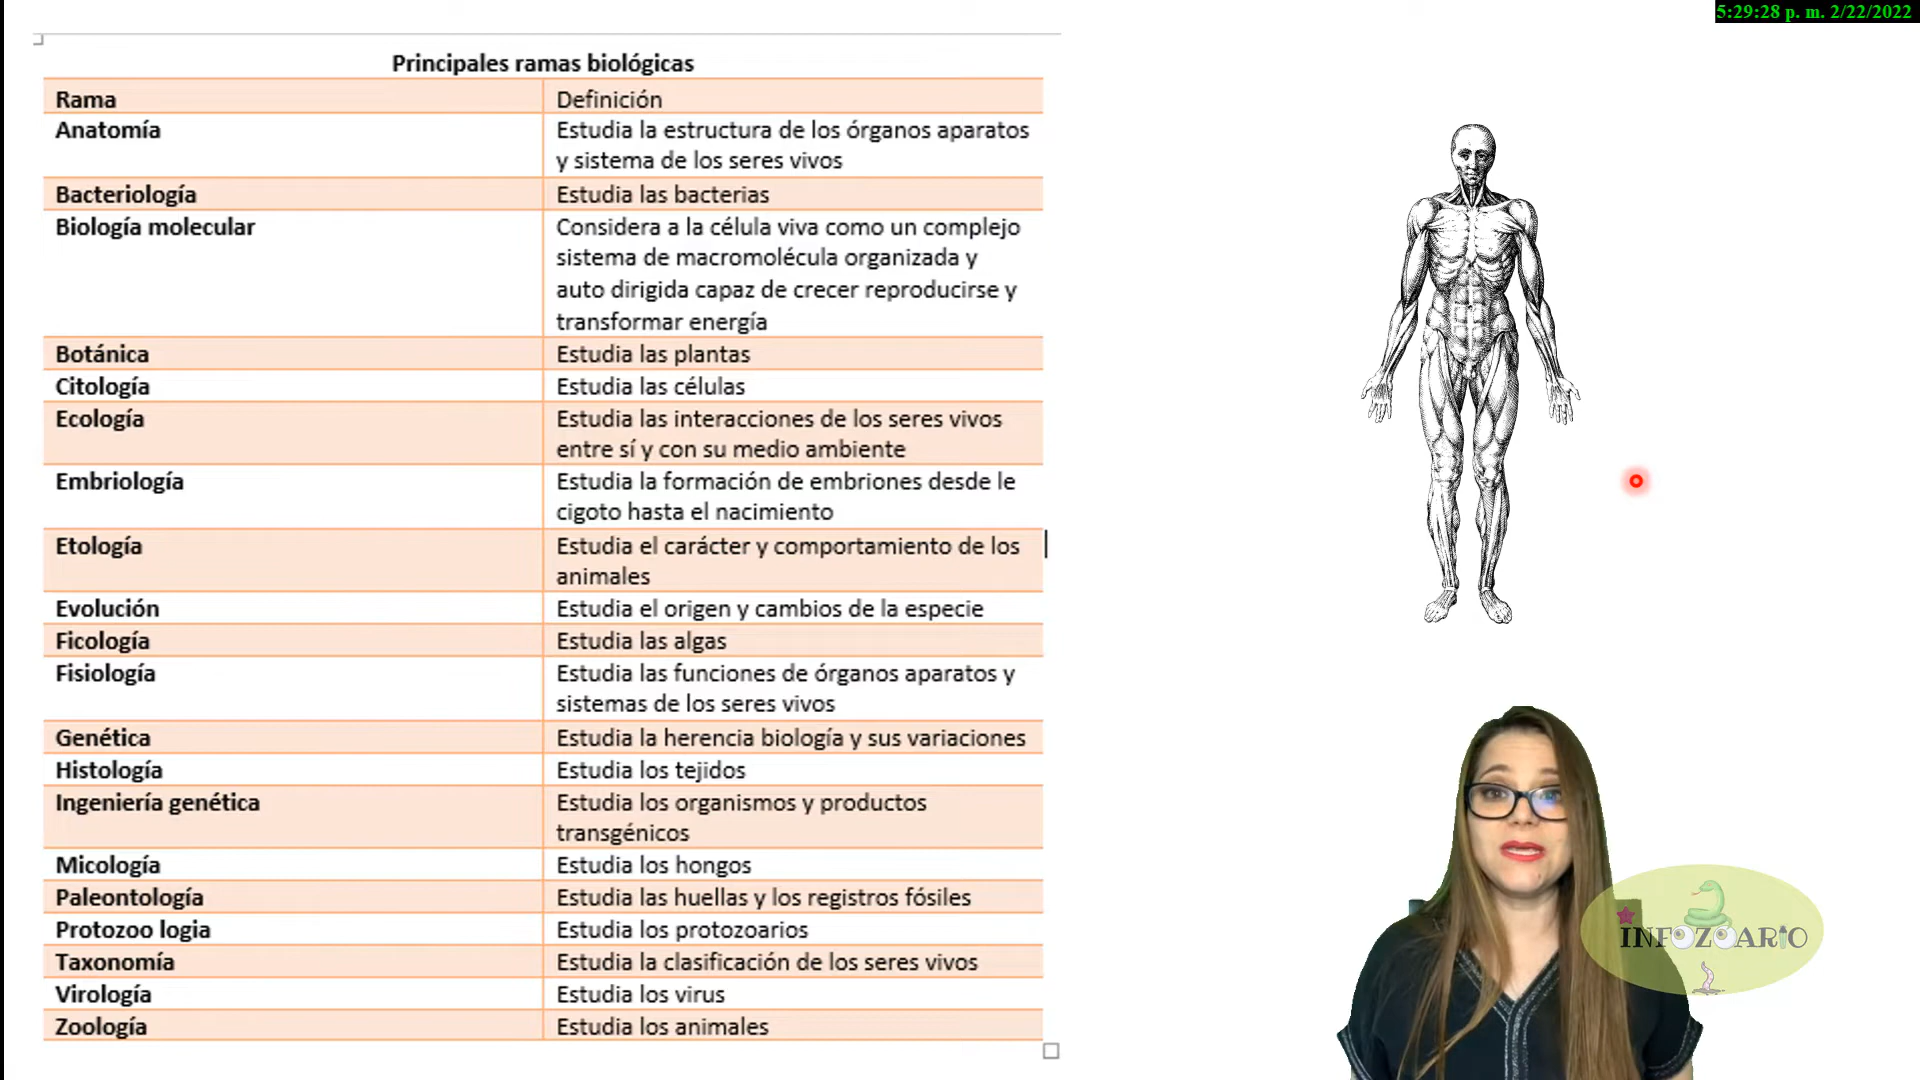 5:29:28 p. m. 2/22/2022
Principales ramas biológicas
Rama
Definición
Anatomía
Estudia la estructura de los órganos aparatos
y sistema de los seres vivos
Bacteriología
Estudia las bacterias
Biología molecular
Considera a la célula viva como un complejo
sistema de macromolécula organizada y
auto dirigida capaz de crecer reproducirse y
transformar energía
Botánica
Estudia las plantas
Citología
Estudia las células
Ecología
Estudia las interacciones de los seres vivos
entre sí y con su medio ambiente
Embriología
Estudia la formación de embriones desde le
cigoto hasta el nacimiento
Etología
Estudia el carácter y comportamiento de los
animales
Evolución
Estudia el origen y cambios de la especie
Ficología
Estudia las algas
Fisiología
Estudia las funciones de órganos aparatos y
sistemas de los seres vivos
Genética
Estudia la herencia biología y sus variaciones
Histología
Estudia los tejidos
Ingeniería genética
Estudia los organismos y productos
transgénicos
Micología
Estudia los hongos
Paleontología
Estudia las huellas y los registros fósiles
Protozoo logia
Estudia los protozoarios
Taxonomía
Estudia la clasificación de los seres vivos
Virología
Estudia los virus
Zoología
Estudia los animales
INFOZOARIO